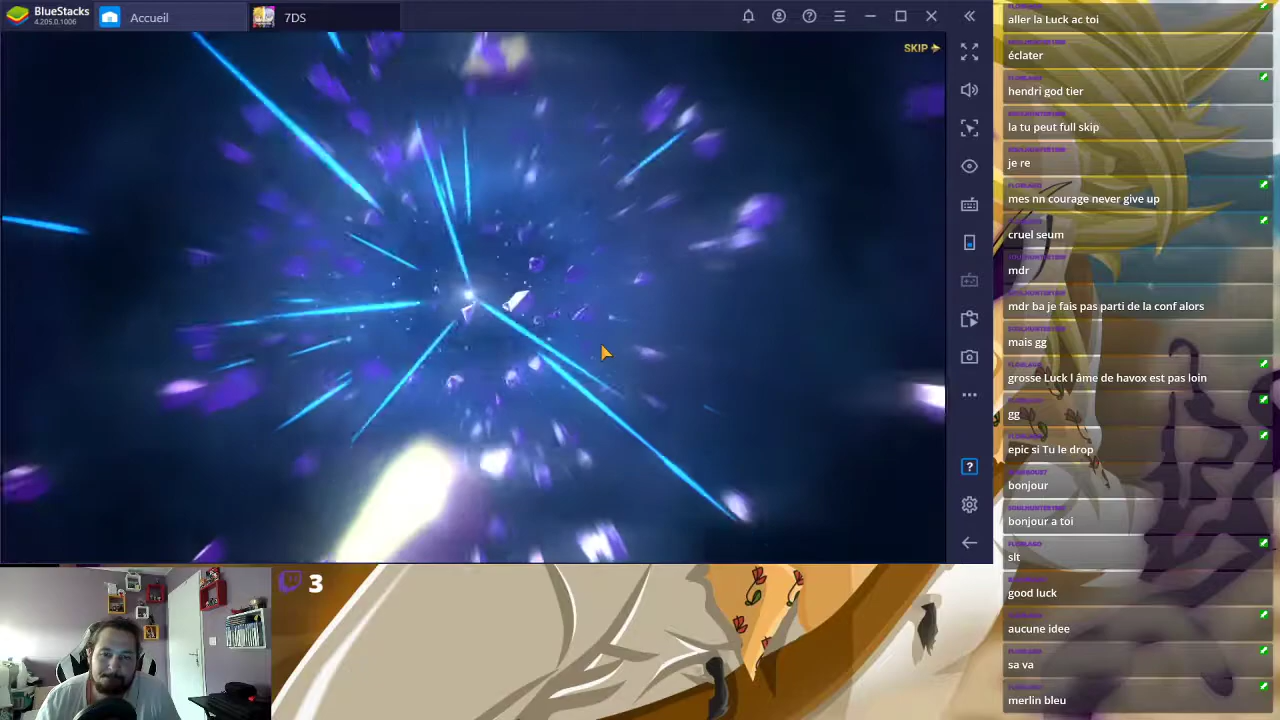 BlueStacks
4.205.0.1006
Accueil
7DS
SKIP
3
aller la Luck ac toi
éclater
hendri god tier
la tu peut full skip
je re
mes nn courage never give up
cruel seum
mdr
mdr ba je fais pas parti de la conf alors
mais gg
grosse Luck l âme de havox est pas loin
gg
epic si Tu le drop
bonjour
bonjour a toi
slt
good luck
aucune idee
sa va
merlin bleu